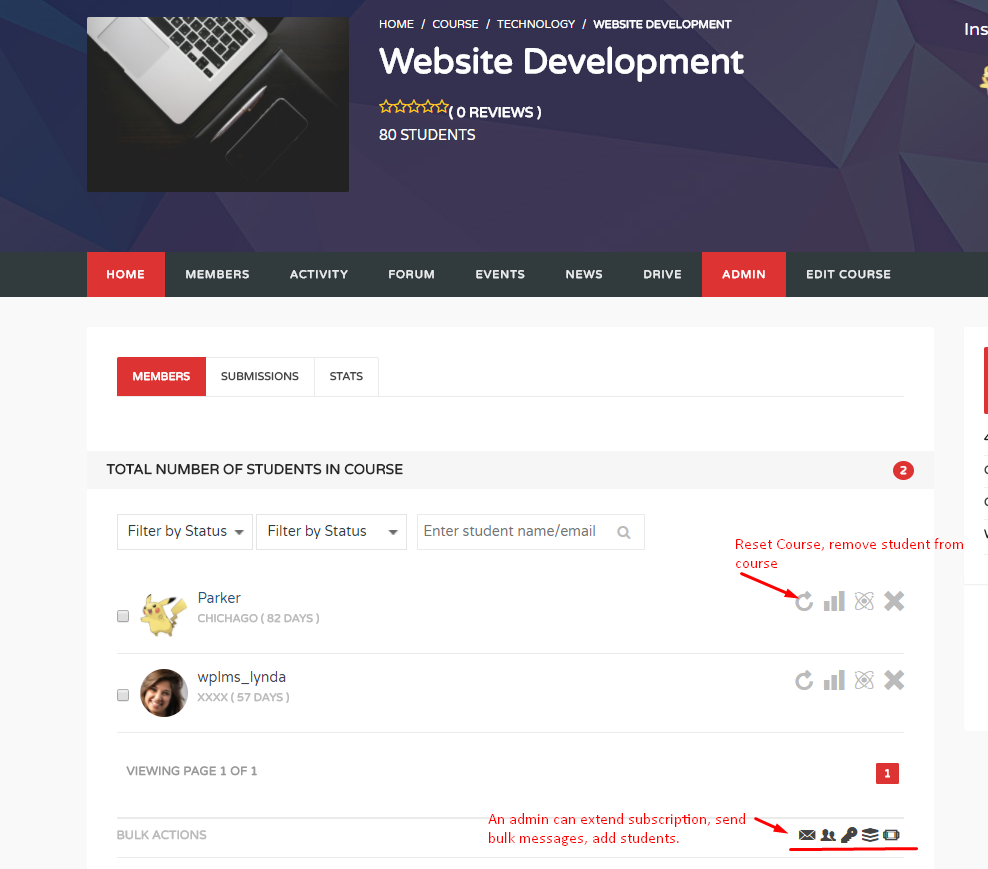 HOME / COURSE / TECHNOLOGY / WEBSITE DEVELOPMENT
Ins
Website Development
( 0 REVIEWS )
80 STUDENTS
HOME MEMBERS ACTIVITY FORUM EVENTS NEWS DRIVE ADMIN EDIT COURSE
MEMBERS SUBMISSIONS STATS
TOTAL NUMBER OF STUDENTS IN COURSE 2
Filter by Status Filter by Status Enter student name/email
Reset Course, remove student from
course
Parker
CHICHAGO ( 82 DAYS )
wplms_lynda
XXXX ( 57 DAYS )
VIEWING PAGE 1 OF 1 1
An admin can extend subscription, send
bulk messages, add students.
BULK ACTIONS